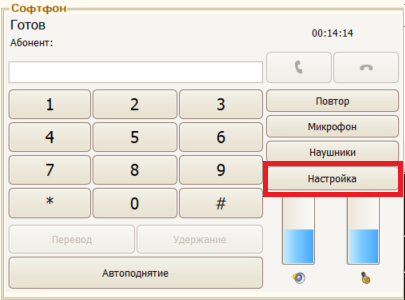 Софтфон
Готов
00:14:14
Абонент:
1 2 3 Повтор
4 5 6 Микрофон
Наушники
7 8 9 Настройка
* 0 #
Перевод Удержание
Автоподнятие